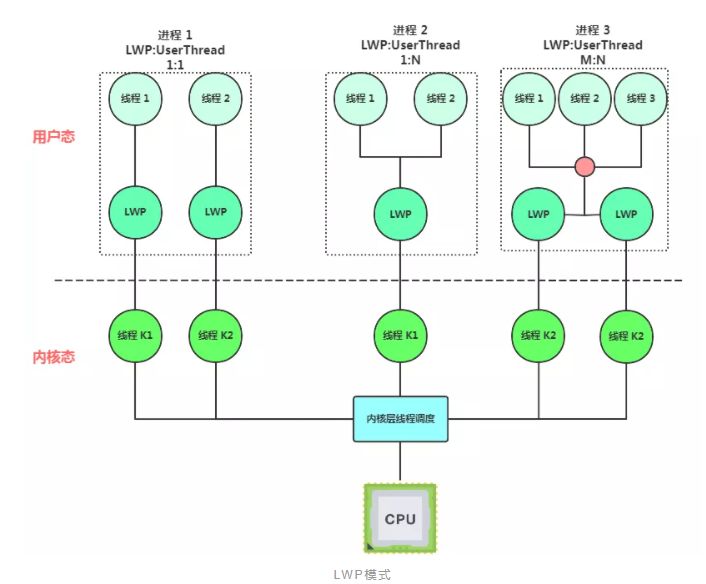 进程 1
LWP:UserThread
1:1
进程 2
LWP:UserThread
1:N
进程 3
LWP:UserThread
M:N
线程 1
线程 2
线程 1
线程 2
线程 1
线程 2
线程 3
用户态
LWP
LWP
LWP
LWP
LWP
线程 K1
线程 K2
线程 K1
线程 K2
线程 K2
内核态
内核层线程调度
CPU
LWP模式